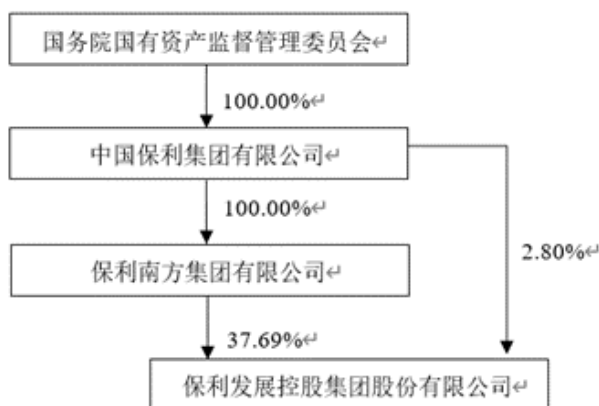 国务院国有资产监督管理委员会↵
100.00%↵
中国保利集团有限公司↵
100.00%↵
2.80%↵
保利南方集团有限公司↵
37.69%↵
保利发展控股集团股份有限公司↵